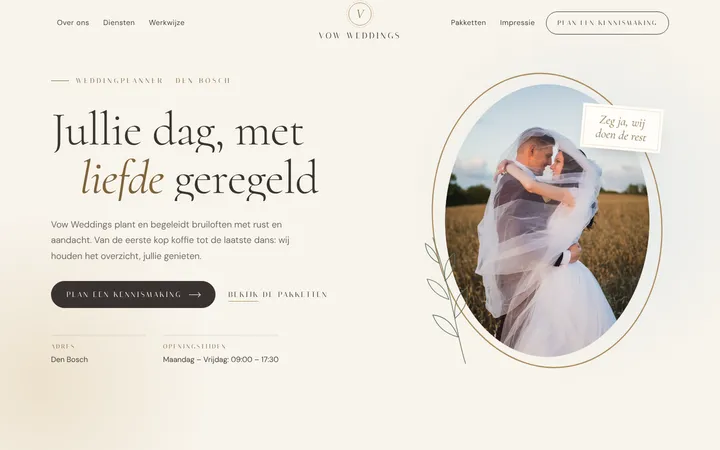 Over ons
Diensten
Werkwijze
V
VOW WEDDINGS
Pakketten
Impressie
PLAN EEN KENNISMAKING
WEDDINGPLANNER DEN BOSCH
Jullie dag, met
liefde geregeld
Vow Weddings plant en begeleidt bruiloften met rust en
aandacht. Van de eerste kop koffie tot de laatste dans: wij
houden het overzicht, jullie genieten.
PLAN EEN KENNISMAKING
BEKIJK DE PAKKETTEN
ADRES
Den Bosch
OPENINGSTIJDEN
Maandag – Vrijdag: 09:00 – 17:30
Zeg ja, wij
doen de rest